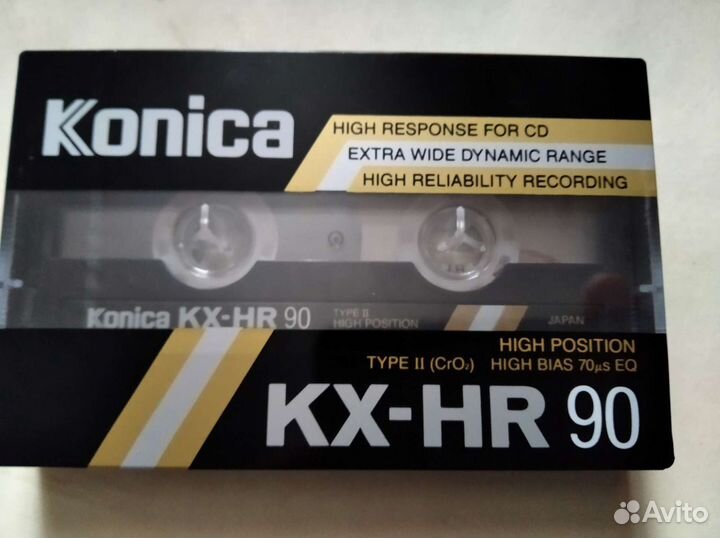 Konica
HIGH RESPONSE FOR CD
EXTRA WIDE DYNAMIC RANGE
HIGH RELIABILITY RECORDING
Konica KX-HR 90
TYPE II
HIGH POSITION
JAPAN
HIGH POSITION
TYPE II (CrO₂) HIGH BIAS 70μs EQ
KX-HR 90
Avito